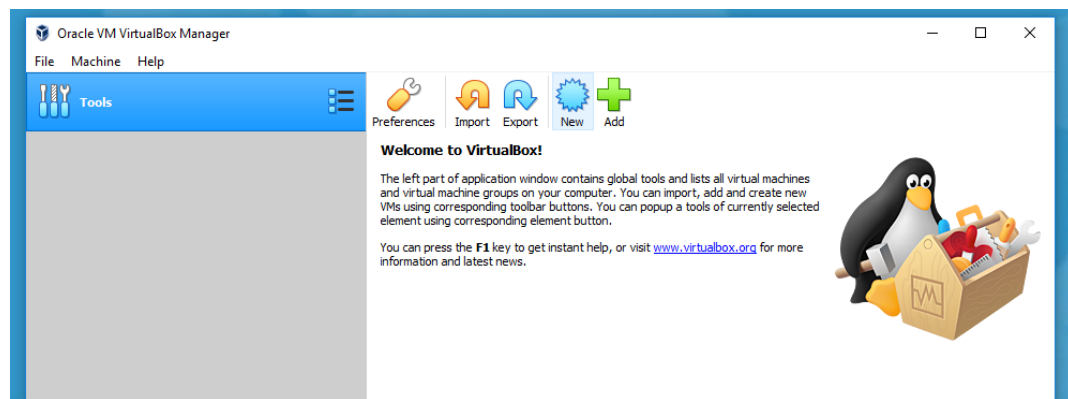 Oracle VM VirtualBox Manager
File Machine Help
Tools
Preferences Import Export New Add
Welcome to VirtualBox!
The left part of application window contains global tools and lists all virtual machines
and virtual machine groups on your computer. You can import, add and create new
VMs using corresponding toolbar buttons. You can popup a tools of currently selected
element using corresponding element button.
You can press the F1 key to get instant help, or visit www.virtualbox.org for more
information and latest news.
VM